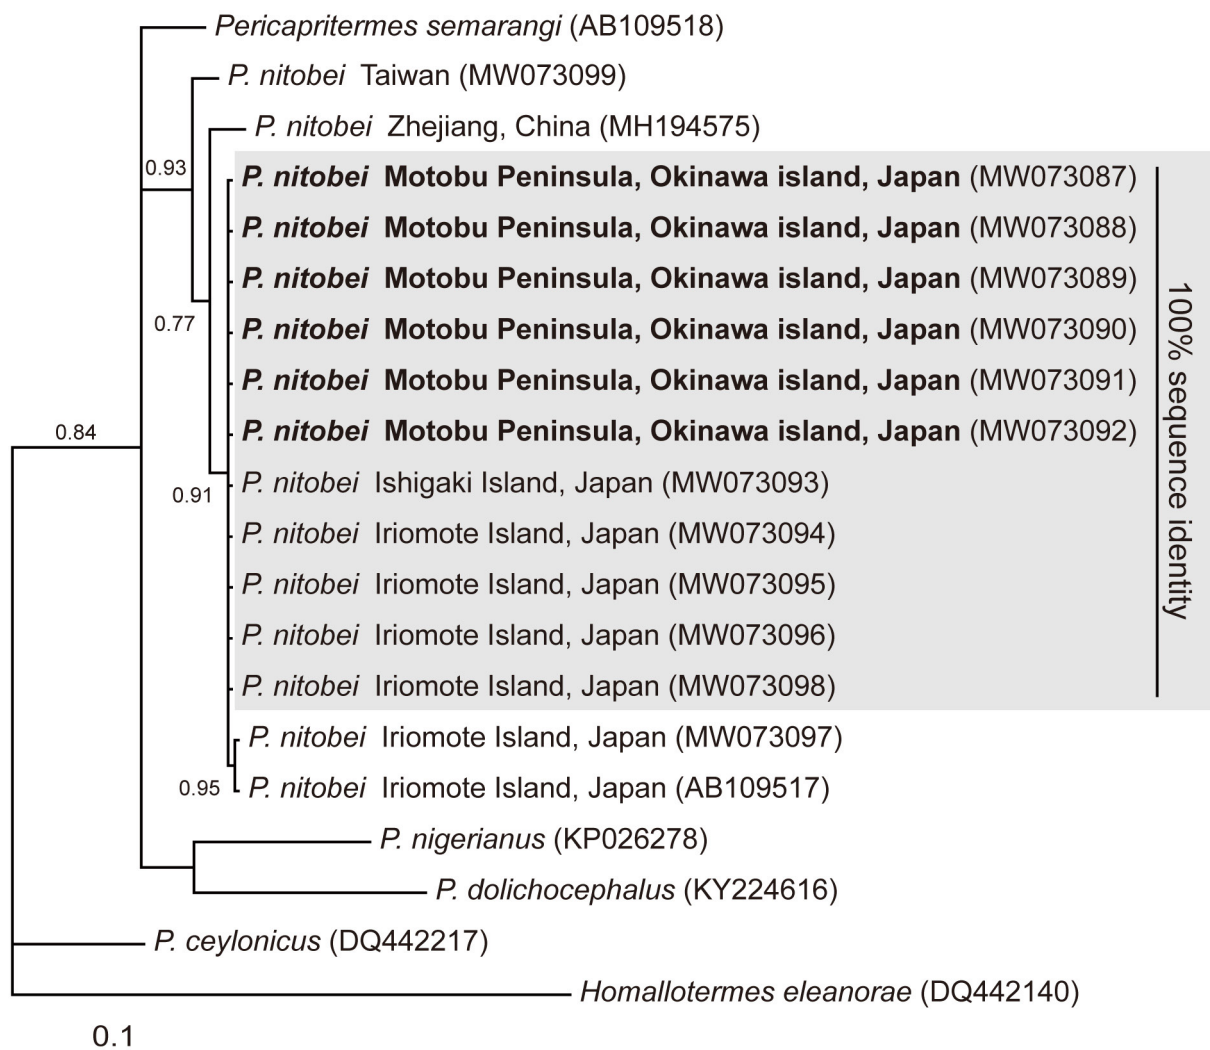 Pericapritermes semarangi (AB109518)
P. nitobei Taiwan (MW073099)
P. nitobei Zhejiang, China (MH194575)
0.93
P. nitobei Motobu Peninsula, Okinawa island, Japan (MW073087)
P. nitobei Motobu Peninsula, Okinawa island, Japan (MW073088)
P. nitobei Motobu Peninsula, Okinawa island, Japan (MW073089)
0.77
P. nitobei Motobu Peninsula, Okinawa island, Japan (MW073090)
P. nitobei Motobu Peninsula, Okinawa island, Japan (MW073091)
0.84
P. nitobei Motobu Peninsula, Okinawa island, Japan (MW073092)
100% sequence identity
P. nitobei Ishigaki Island, Japan (MW073093)
0.91
P. nitobei Iriomote Island, Japan (MW073094)
P. nitobei Iriomote Island, Japan (MW073095)
P. nitobei Iriomote Island, Japan (MW073096)
P. nitobei Iriomote Island, Japan (MW073098)
P. nitobei Iriomote Island, Japan (MW073097)
0.95
P. nitobei Iriomote Island, Japan (AB109517)
P. nigerianus (KP026278)
P. dolichocephalus (KY224616)
P. ceylonicus (DQ442217)
Homallotermes eleanorae (DQ442140)
0.1